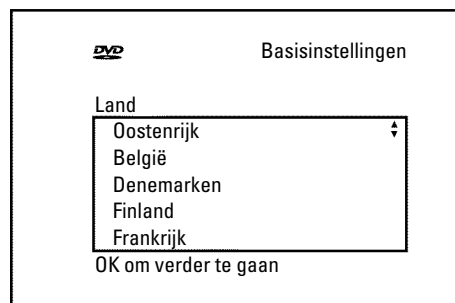 DVD Basisinstellingen
Land
Oostenrijk
België
Denemarken
Finland
Frankrijk
OK om verder te gaan